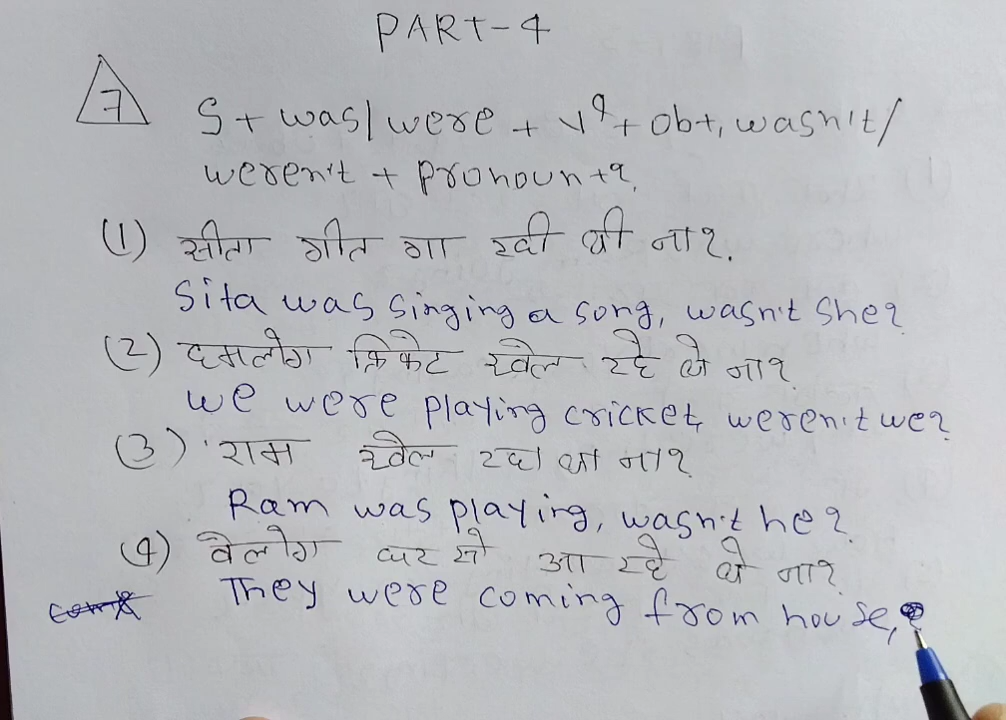 PART-4
7
S + was/were + V⁴ + obt, wasn't/
weren't + pronoun + ?
(1) सीता गीत गा रही थी ना?
Sita was singing a song, wasn't she?
(2) हमलोग क्रिकेट खेल रहे थे ना?
we were playing cricket, weren't we?
(3) राम खेल रहा था ना?
Ram was playing, wasn't he?
(4) वेलोग घर से आ रहे थे ना?
They were coming from house,